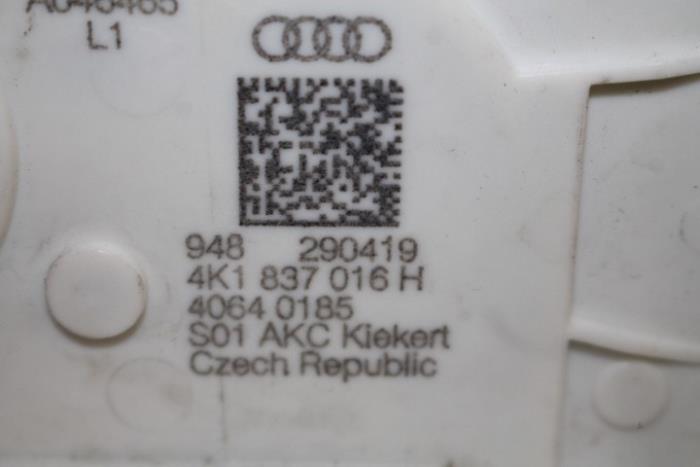 L1
948 290419
4K1 837 016 H
4064 0185
S01 AKC Kiekert
Czech Republic